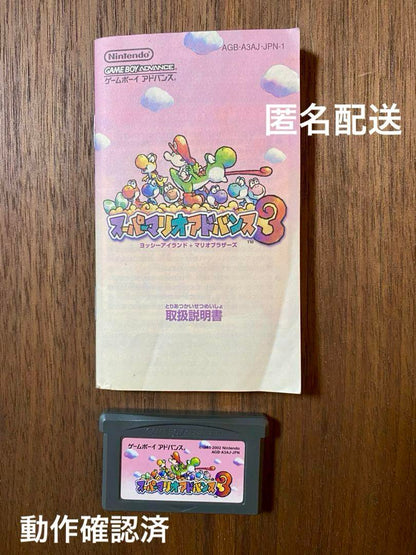 Nintendo
AGB-A3AJ-JPN-1
GAME BOY ADVANCE
ゲームボーイ アドバンス
匿名配送
スーパーマリオアドバンス3
TM
ヨッシーアイランド+マリオブラザーズ
とりあつかいせつめいしょ
取扱説明書
ゲームボーイ アドバンス
2002 Nintendo
AGB-A3AJ-JPN
スーパーマリオアドバンス3
動作確認済